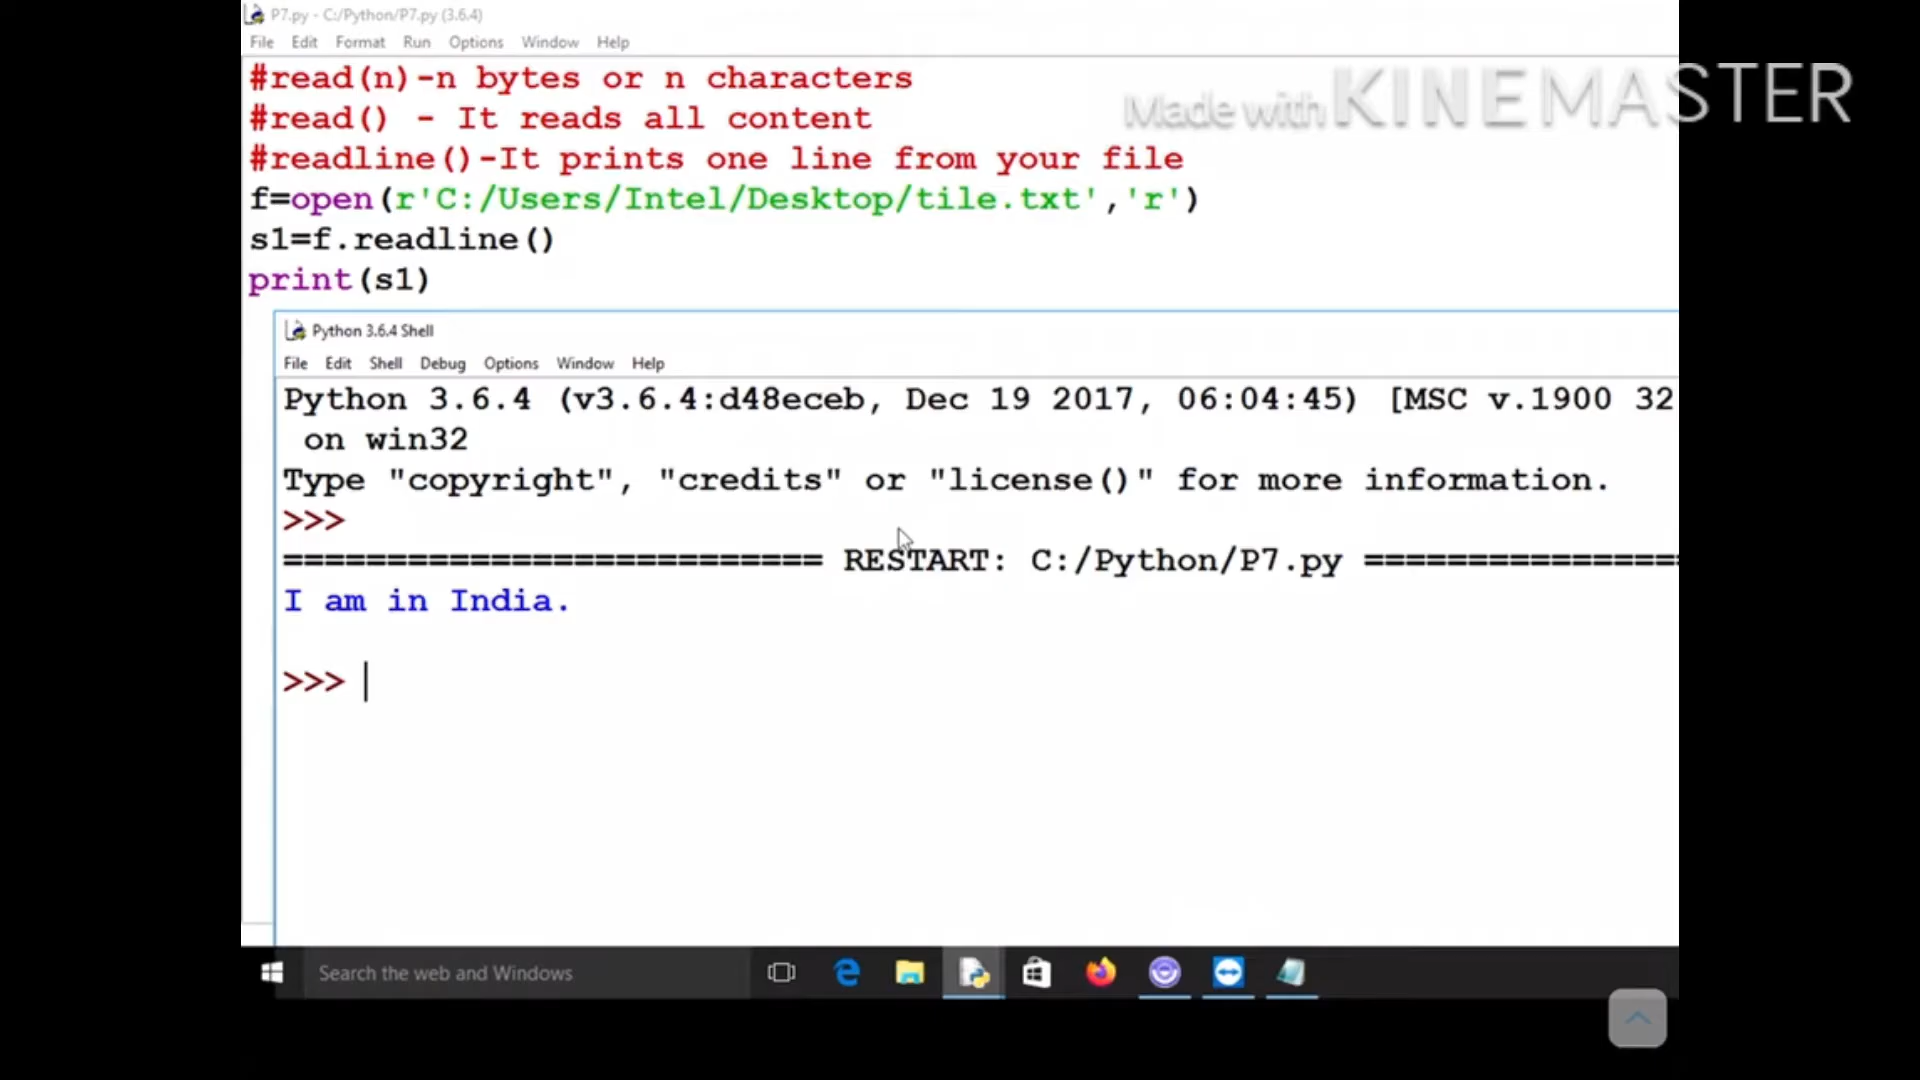 P7.py - C:/Python/P7.py (3.6.4)
File Edit Format Run Options Window Help
#read(n)-n bytes or n characters
#read() - It reads all content
#readline()-It prints one line from your file
f=open(r'C:/Users/Intel/Desktop/tile.txt','r')
s1=f.readline()
print(s1)
Made with KINEMASTER
Python 3.6.4 Shell
File Edit Shell Debug Options Window Help
Python 3.6.4 (v3.6.4:d48eceb, Dec 19 2017, 06:04:45) [MSC v.1900 32
on win32
Type "copyright", "credits" or "license()" for more information.
>>>
========================== RESTART: C:/Python/P7.py ================
I am in India.
>>>
Search the web and Windows